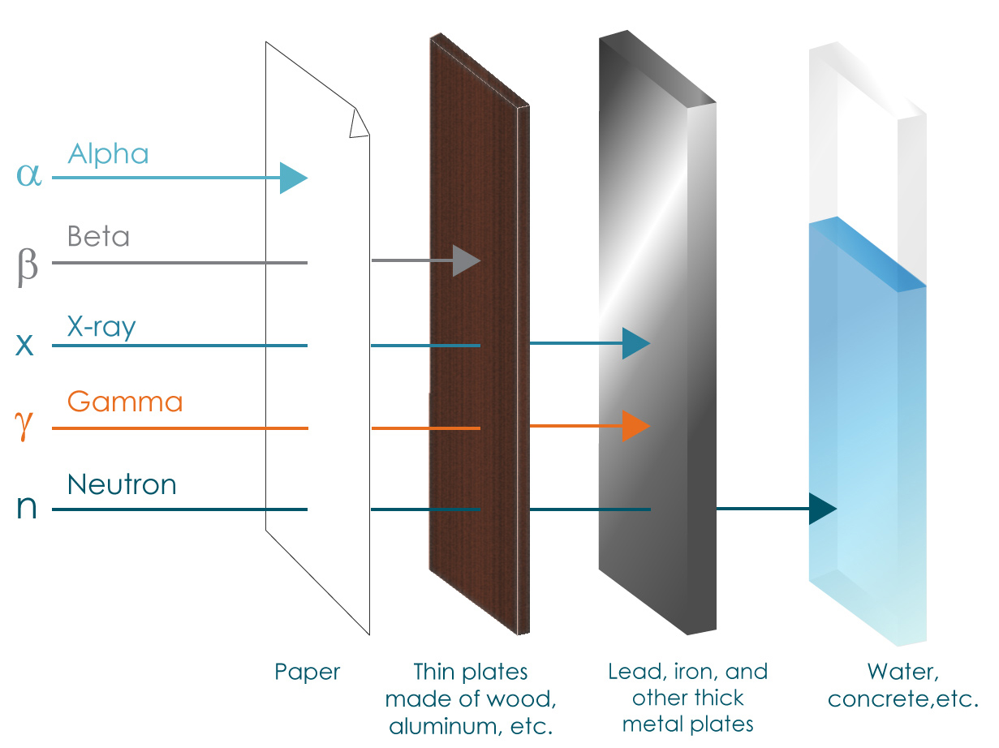 α
Alpha
β
Beta
x
X-ray
γ
Gamma
n
Neutron
Paper
Thin plates
made of wood,
aluminum, etc.
Lead, iron, and
other thick
metal plates
Water,
concrete,etc.